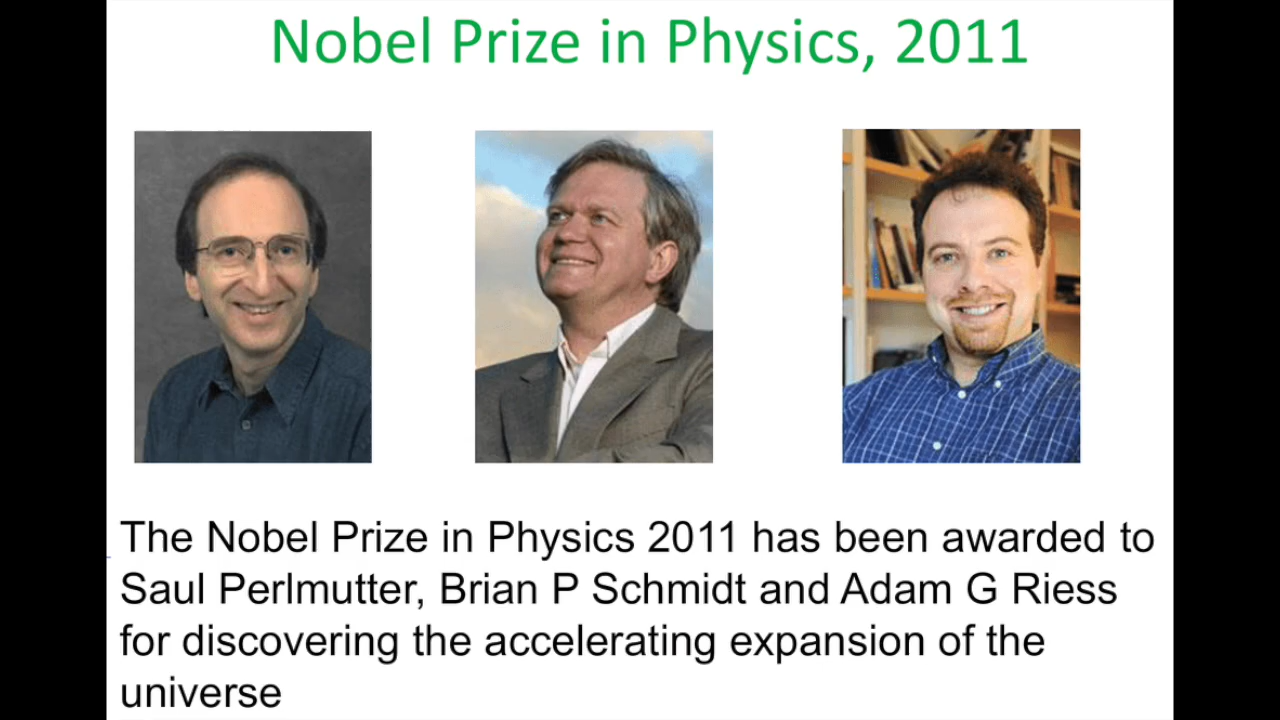 Nobel Prize in Physics, 2011
The Nobel Prize in Physics 2011 has been awarded to
Saul Perlmutter, Brian P Schmidt and Adam G Riess
for discovering the accelerating expansion of the
universe